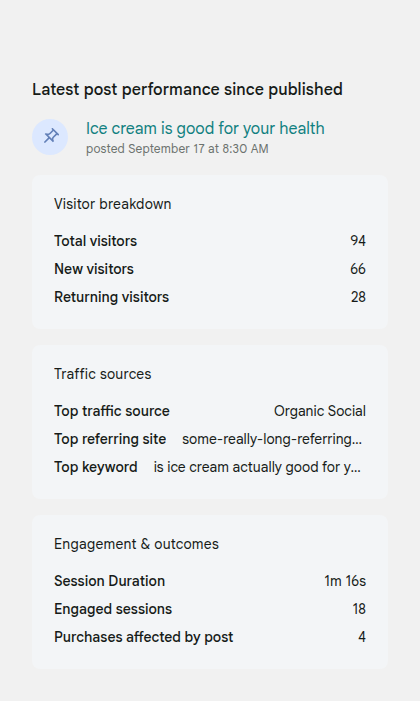 Latest post performance since published
Ice cream is good for your health
posted September 17 at 8:30 AM
Visitor breakdown
Total visitors 94
New visitors 66
Returning visitors 28
Traffic sources
Top traffic source Organic Social
Top referring site some-really-long-referring...
Top keyword is ice cream actually good for y...
Engagement & outcomes
Session Duration 1m 16s
Engaged sessions 18
Purchases affected by post 4